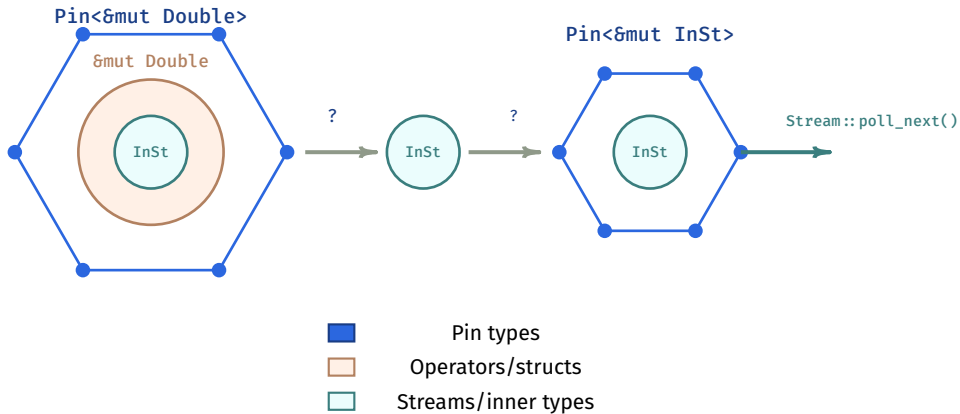 Pin<&mut Double>
&mut Double
InSt
?
InSt
?
Pin<&mut InSt>
InSt
Stream::poll_next()
Pin types
Operators/structs
Streams/inner types